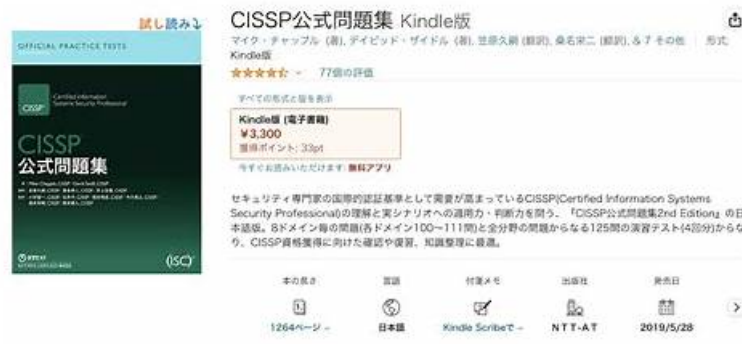 試し読み
OFFICIAL PRACTICE TESTS
CISSP
Certified Information
Systems Security Professional
CISSP
公式問題集
(ISC)²
CISSP公式問題集 Kindle版
マイク・チャップル (著), デイビッド・サイドル (著), 笠原久嗣 (翻訳), 桑名栄二 (翻訳), & 7 その他 形式: Kindle版
77個の評価
すべての形式と版を表示
Kindle版 (電子書籍)
¥3,300
獲得ポイント: 33pt
今すぐお読みいただけます: 無料アプリ
セキュリティ専門家の国際的認証基準として需要が高まっているCISSP(Certified Information Systems
Security Professional)の理解と実シナリオへの適用力・判断力を問う、「CISSP公式問題集2nd Edition」の日
本語版。8ドメイン毎の問題(各ドメイン100〜111問)と全分野の問題からなる125問の演習テスト(4回分)からな
り、CISSP資格獲得に向けた確認や復習、知識整理に最適。
本の長さ 言語 付箋メモ 出版社 発売日
1264ページ 日本語 Kindle Scribeで NTT-AT 2019/5/28